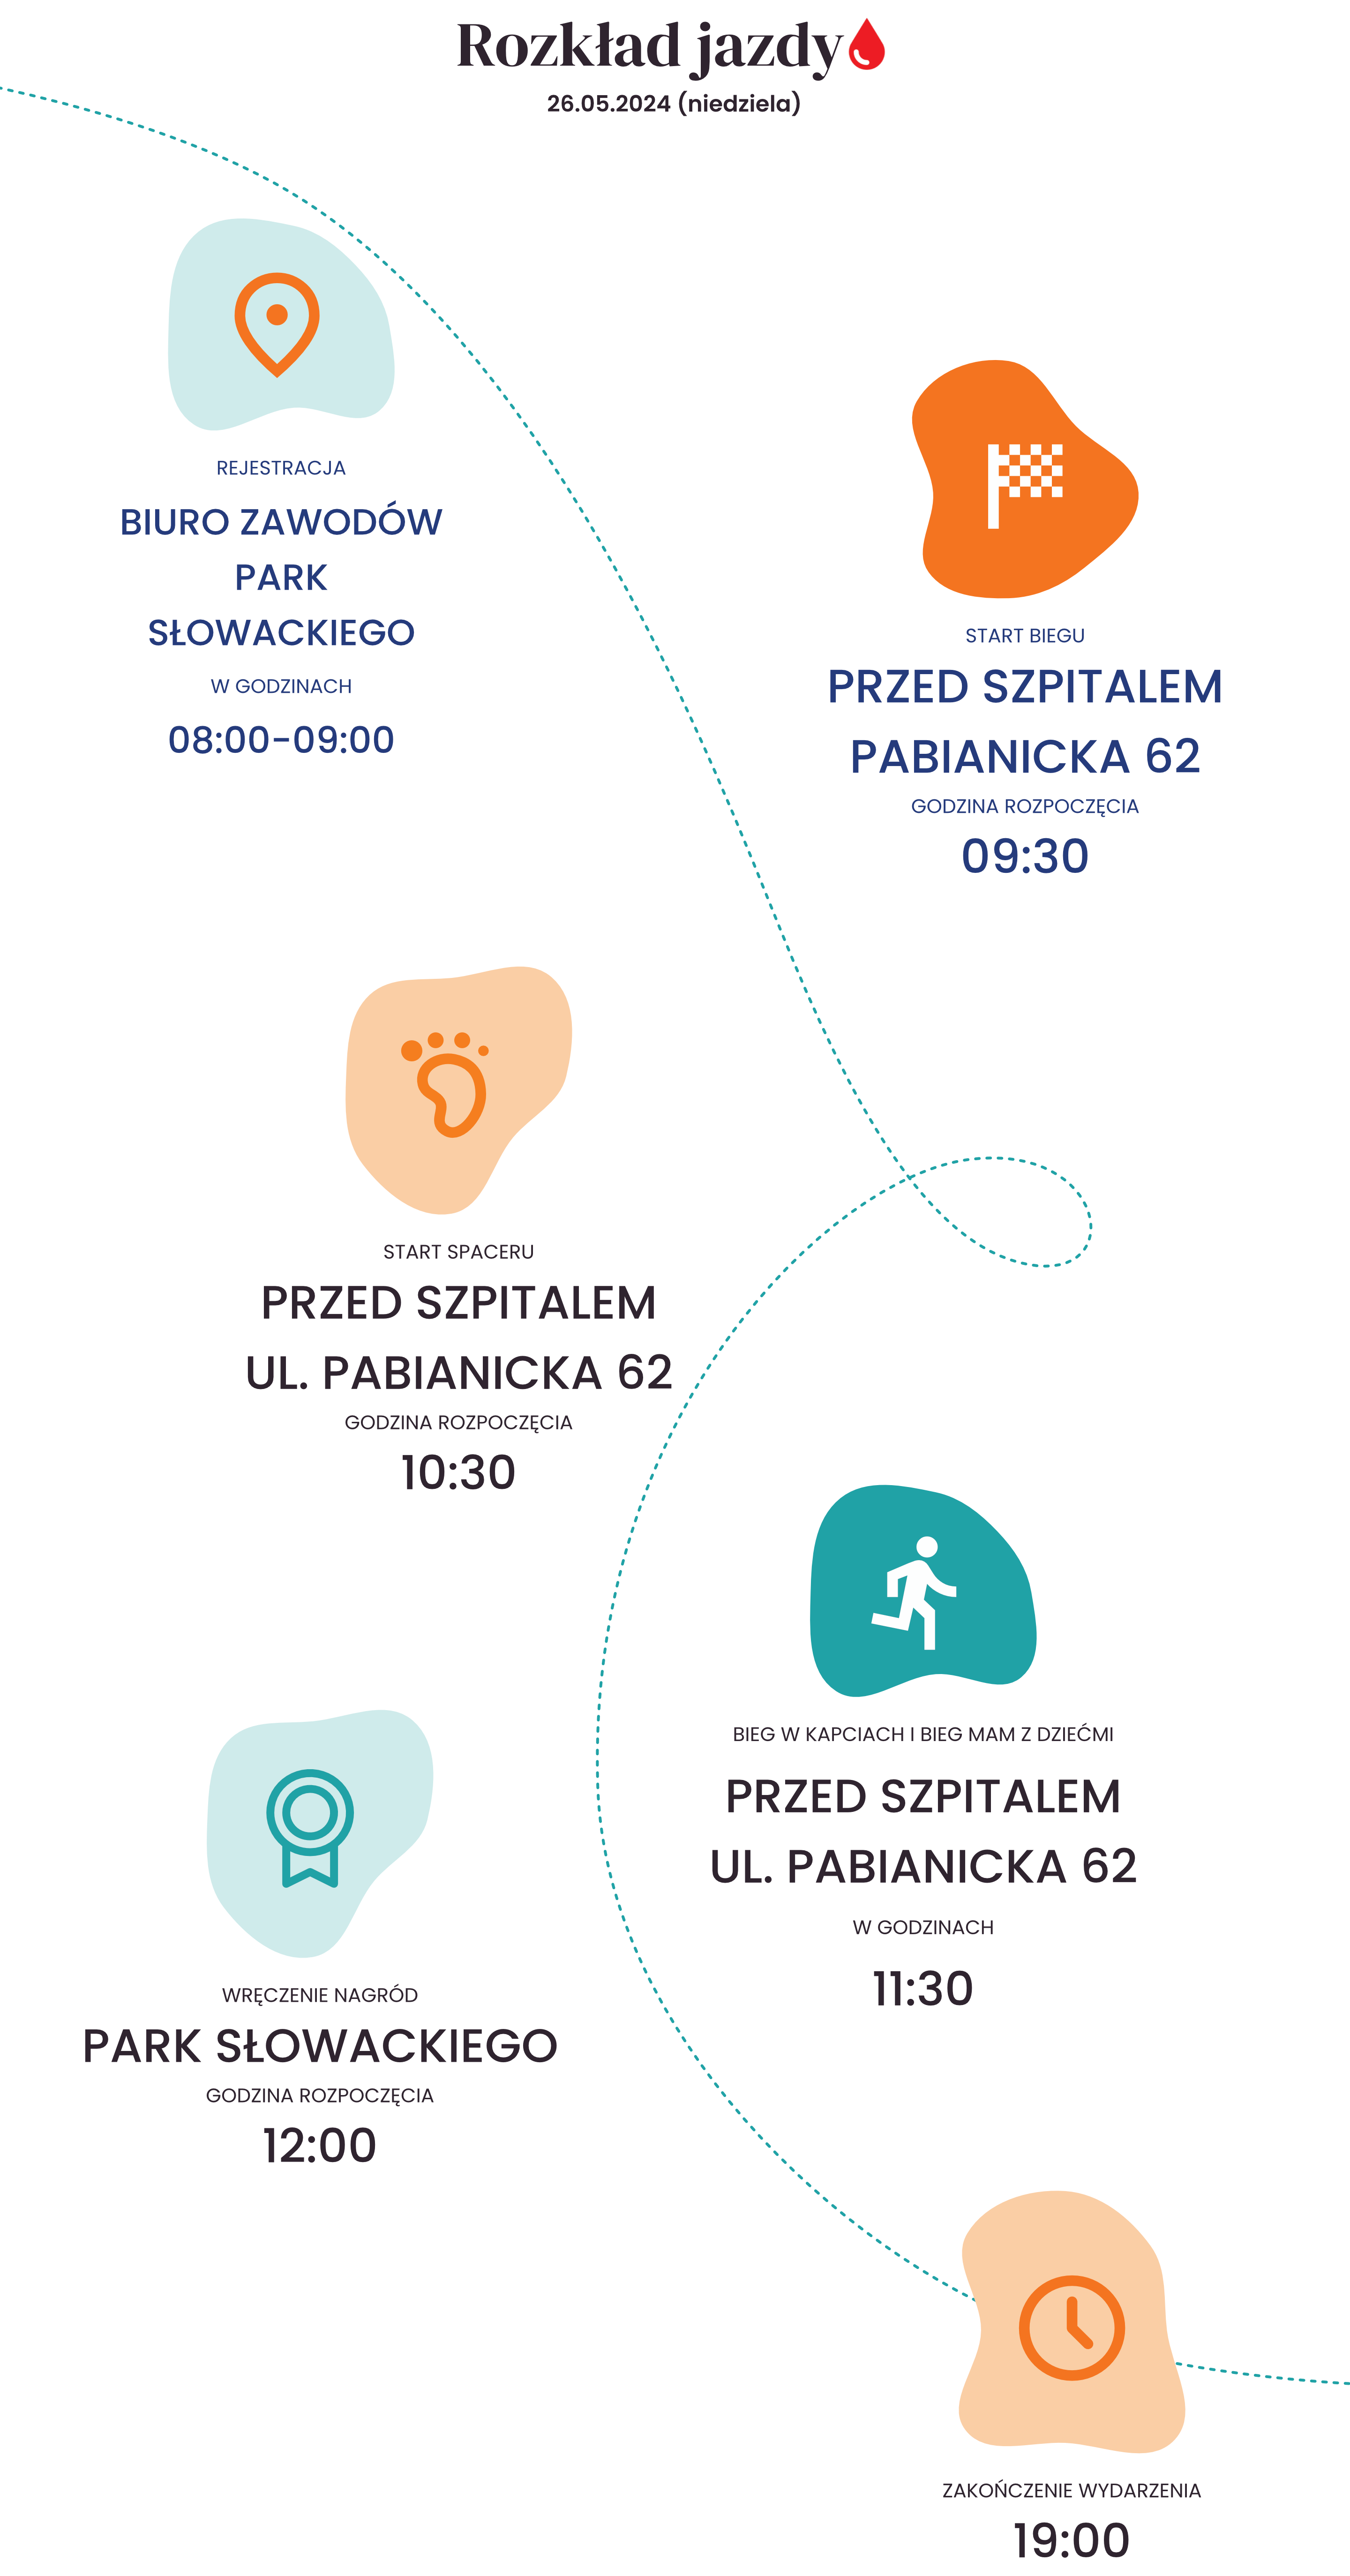 Rozkład jazdy
26.05.2024 (niedziela)
REJESTRACJA
BIURO ZAWODÓW
PARK
SŁOWACKIEGO
W GODZINACH
08:00-09:00
START BIEGU
PRZED SZPITALEM
PABIANICKA 62
GODZINA ROZPOCZĘCIA
09:30
START SPACERU
PRZED SZPITALEM
UL. PABIANICKA 62
GODZINA ROZPOCZĘCIA
10:30
BIEG W KAPCIACH I BIEG MAM Z DZIEĆMI
PRZED SZPITALEM
UL. PABIANICKA 62
W GODZINACH
11:30
WRĘCZENIE NAGRÓD
PARK SŁOWACKIEGO
GODZINA ROZPOCZĘCIA
12:00
ZAKOŃCZENIE WYDARZENIA
19:00